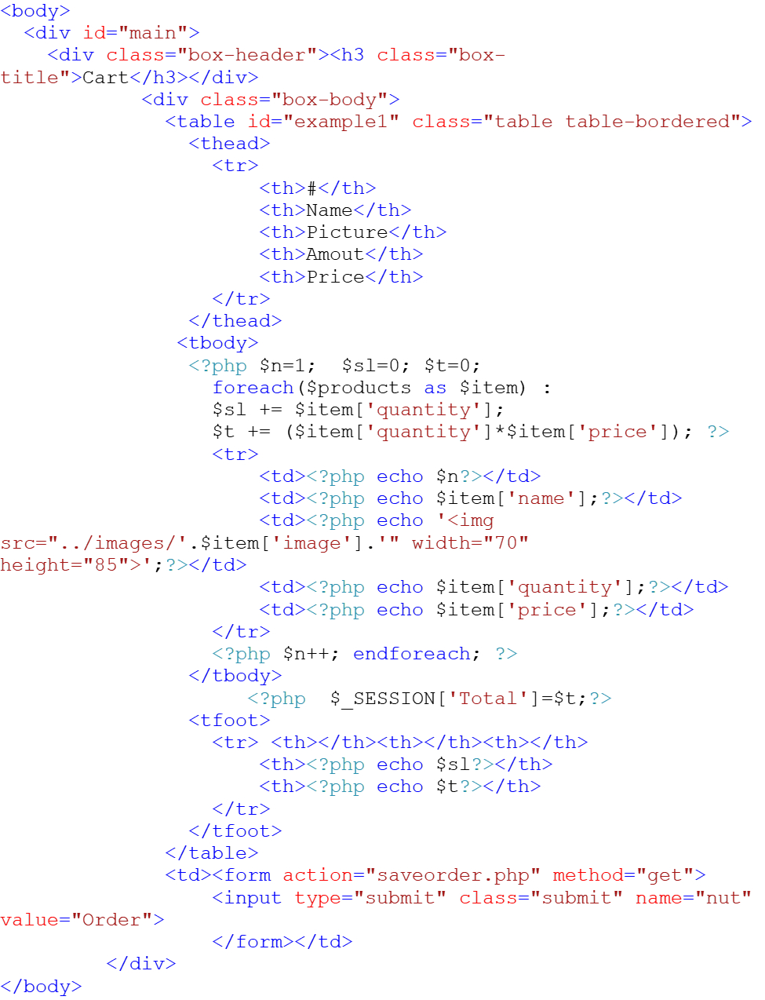 <body>
  <div id="main">
    <div class="box-header"><h3 class="box-
title">Cart</h3></div>
            <div class="box-body">
              <table id="example1" class="table table-bordered">
                <thead>
                  <tr>
                      <th>#</th>
                      <th>Name</th>
                      <th>Picture</th>
                      <th>Amout</th>
                      <th>Price</th>
                  </tr>
                </thead>
               <tbody>
                <?php $n=1;  $sl=0; $t=0;
                  foreach($products as $item) :
                  $sl += $item['quantity'];
                  $t += ($item['quantity']*$item['price']); ?>
                  <tr>
                      <td><?php echo $n?></td>
                      <td><?php echo $item['name'];?></td>
                      <td><?php echo '<img
src="../images/'.$item['image'].'" width="70"
height="85">';?></td>
                      <td><?php echo $item['quantity'];?></td>
                      <td><?php echo $item['price'];?></td>
                  </tr>
                  <?php $n++; endforeach; ?>
                </tbody>
                     <?php  $_SESSION['Total']=$t;?>
                <tfoot>
                  <tr> <th></th><th></th><th></th>
                      <th><?php echo $sl?></th>
                      <th><?php echo $t?></th>
                  </tr>
                </tfoot>
              </table>
              <td><form action="saveorder.php" method="get">
                  <input type="submit" class="submit" name="nut"
value="Order">
                  </form></td>
         </div>
</body>